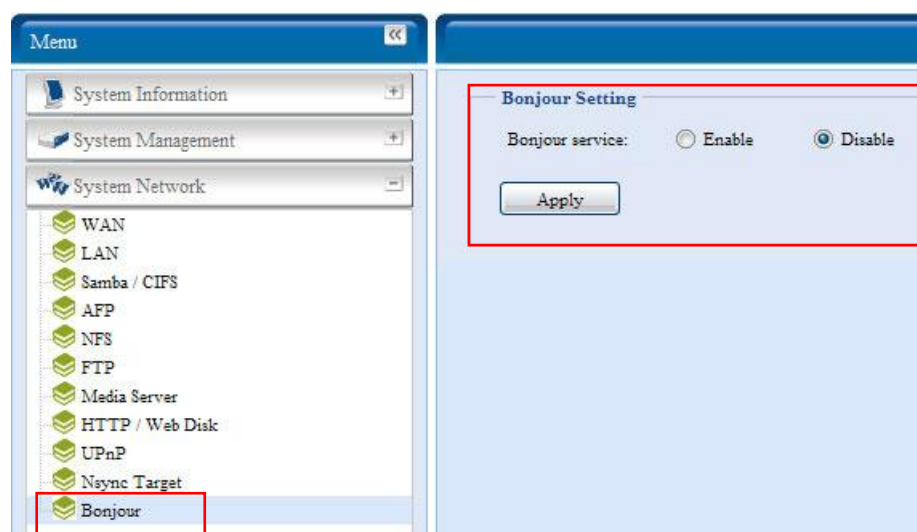 Menu
System Information
System Management
System Network
WAN
LAN
Samba / CIFS
AFP
NFS
FTP
Media Server
HTTP / Web Disk
UPnP
Nsync Target
Bonjour
Bonjour Setting
Bonjour service: Enable Disable
Apply